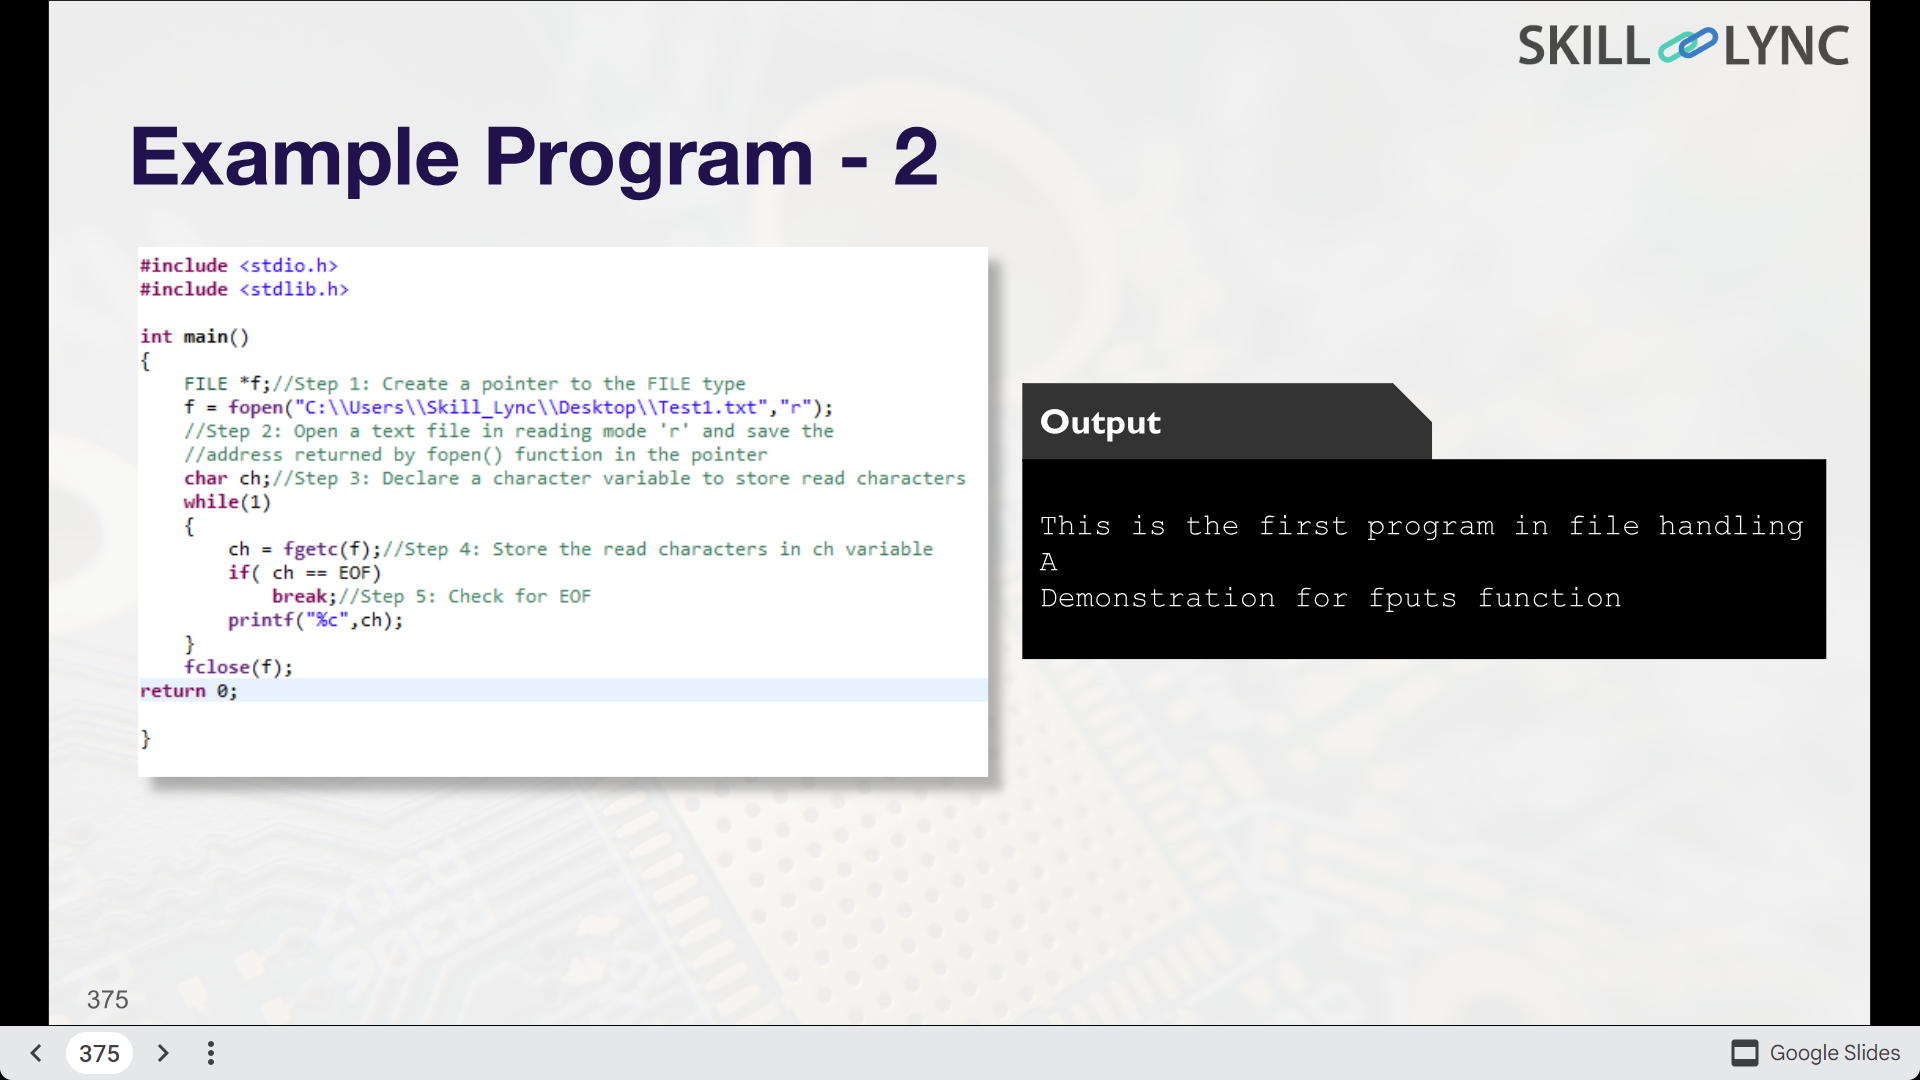 SKILL LYNC
Example Program - 2
#include <stdio.h>
#include <stdlib.h>
int main()
{
FILE *f;//Step 1: Create a pointer to the FILE type
f = fopen("C:\\Users\\Skill_Lync\\Desktop\\Test1.txt","r");
//Step 2: Open a text file in reading mode 'r' and save the
//address returned by fopen() function in the pointer
char ch;//Step 3: Declare a character variable to store read characters
while(1)
{
ch = fgetc(f);//Step 4: Store the read characters in ch variable
if( ch == EOF)
break;//Step 5: Check for EOF
printf("%c",ch);
}
fclose(f);
return 0;
}
Output
This is the first program in file handling
A
Demonstration for fputs function
375
375
Google Slides